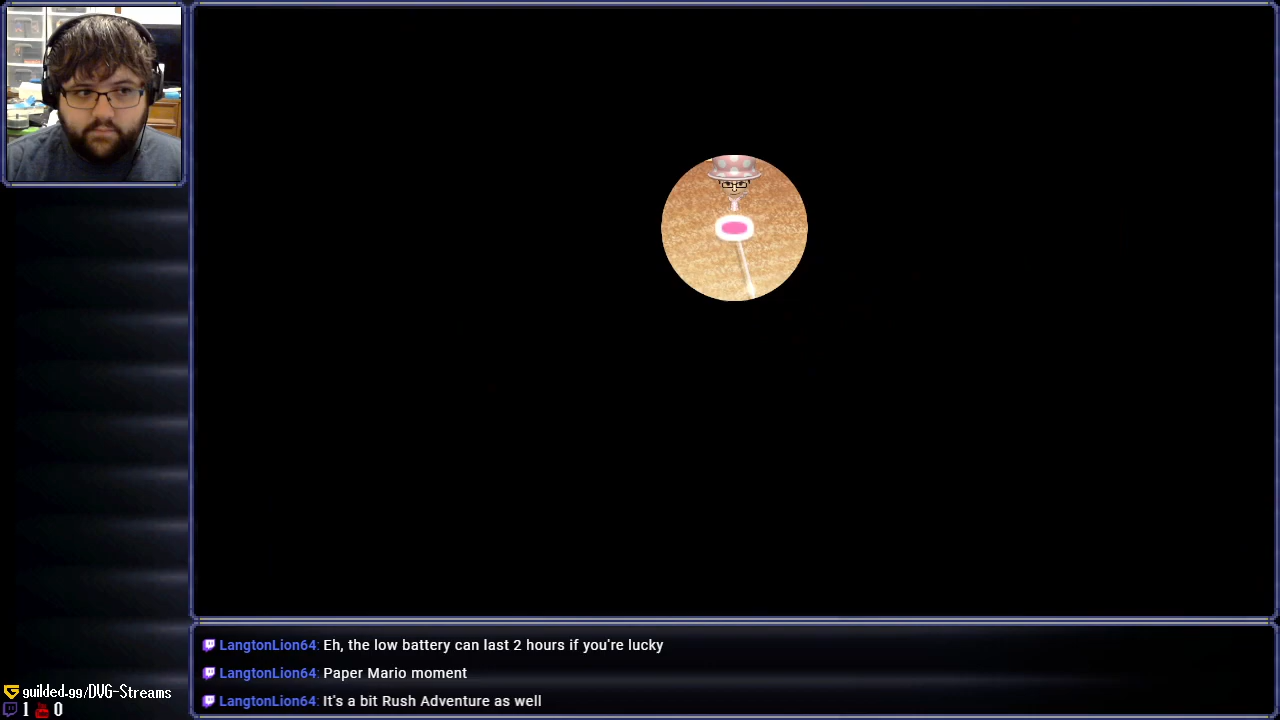 LangtonLion64: Eh, the low battery can last 2 hours if you're lucky
LangtonLion64: Paper Mario moment
LangtonLion64: It's a bit Rush Adventure as well
guilded.gg/DVG-Streams
1 0